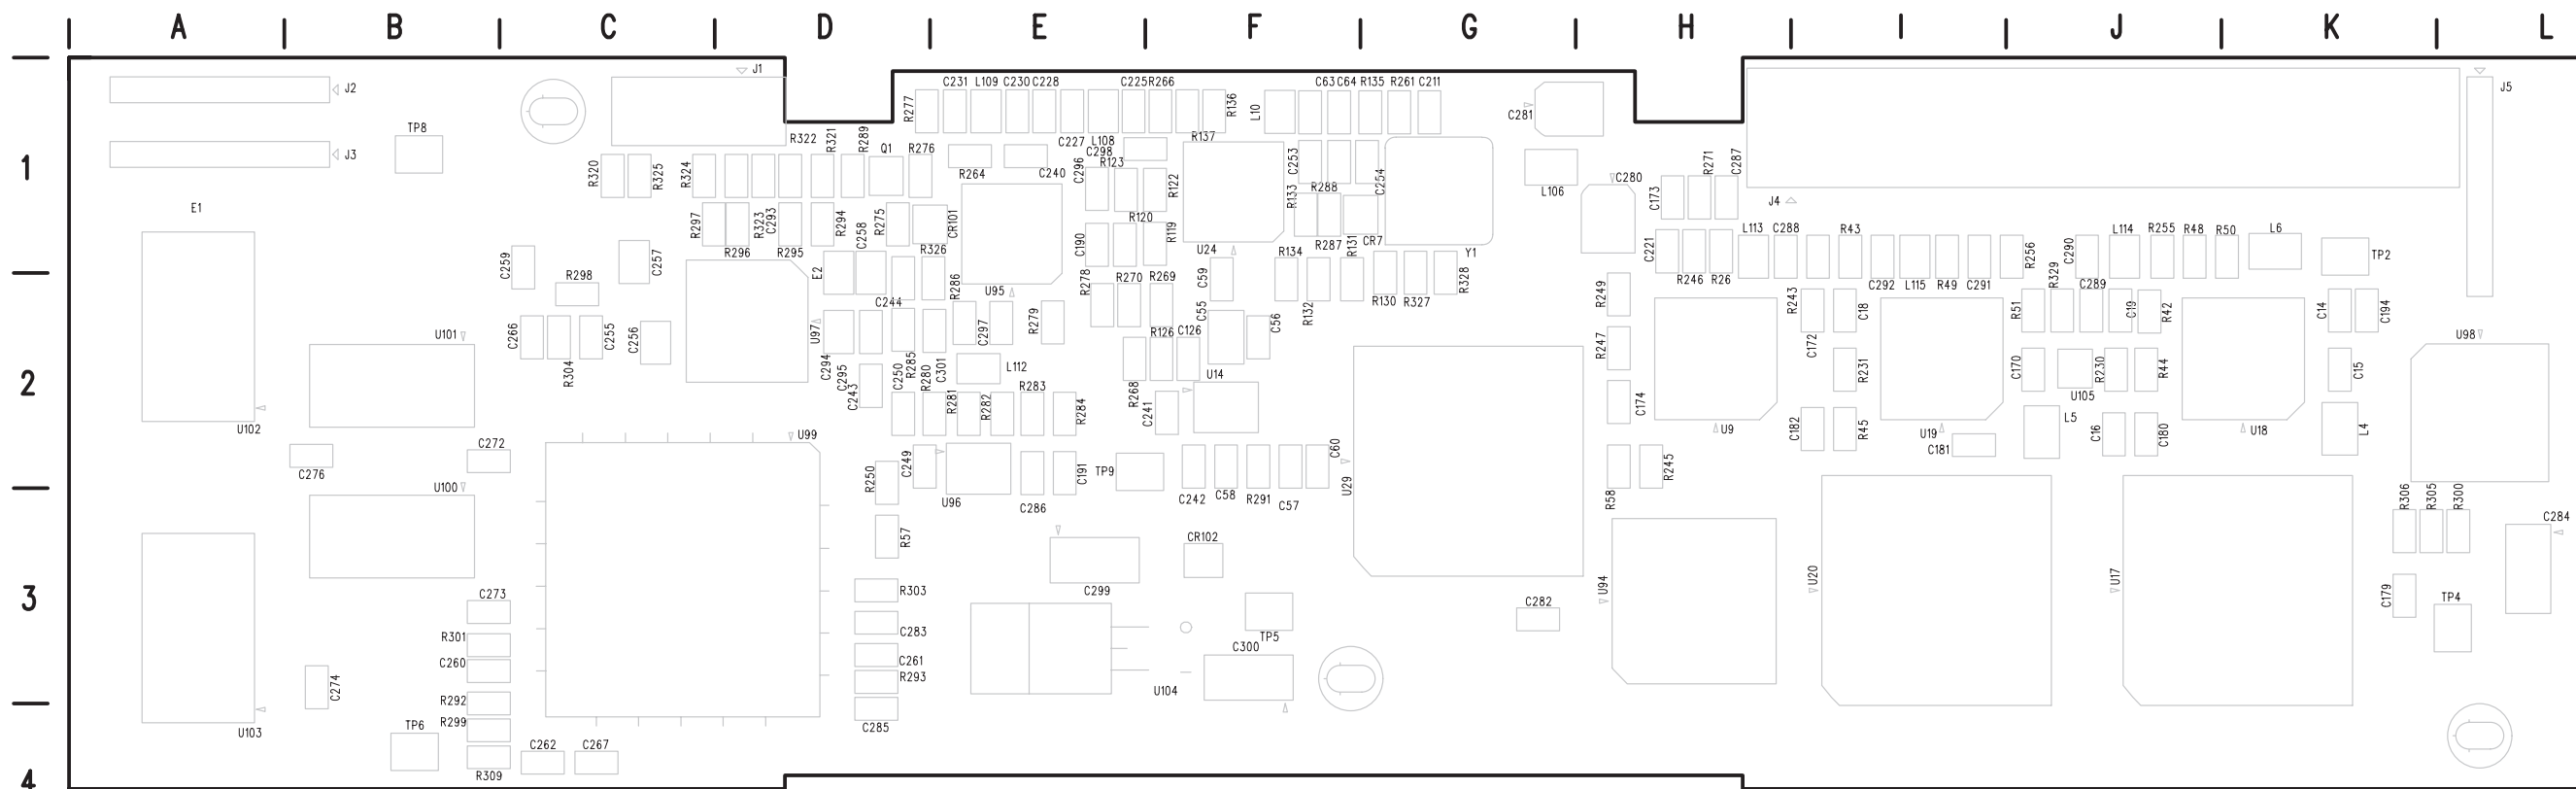 A B C D E F G H I J K L
J1
J2
J5
C231 L109 C230 C228 C225 R266 C63 C64 R135 R261 C211
R277 R136 L10 C281
TP8
R322 R321 R289 C227 L108 R137
1
J3
Q1 R276 C298 R123
R320 R325 R324 R264 C240 C296 R122 C253 R133 R288 C254 L106 C280 C173 R271 C287
E1
J4
R297 R296 R323 C293 R295 R294 C258 R275 R326 CR101 C190 R120 R119 U24 R134 R287 R131 CR7 Y1 C221 R246 R26 L113 C288 R43 R256 C290 L114 R255 R48 R50 L6 TP2
C259 R298 C257 E2 C244 R286 U95 R278 R270 R269 C59 R132 R130 R327 R328 R249 R243 C292 L115 R49 C291 R329 C289
C266 R304 C255 C256 U97 C294 C295 C243 C250 R285 R280 C301 C297 R279 L112 R126 C126 C55 C56 R247 C172 C18 R51 C19 R42 C14 C194
U101 U98
2
R281 R282 R283 R284 R268 C241 U14 C174 R231 C170 R230 R44 C15
U105
U102 C272 U99 C60 U9 C182 R45 U19 C181 L5 C16 C180 U18 L4
C276 R250 C249 U96 C191 TP9 U29 R245
U100 C286 C242 C58 R291 C57 R58 R306 R305 R300
R57 CR102 C284
3
C273 R303 C299 C282 U94 U20 U17 C179 TP4
R301 C283 TP5
C260 C261 C300
C274 R292 R293 U104
U103 TP6 R299 C285
C262 C267
4
R309